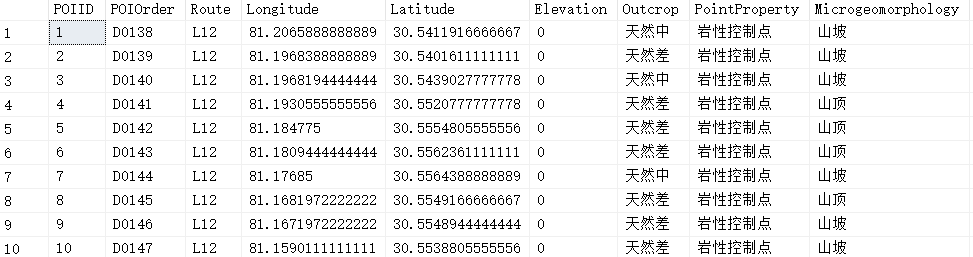 POIID POIOrder Route Longitude Latitude Elevation Outcrop PointProperty Microgeomorphology
1 1 D0138 L12 81.2065888888889 30.5411916666667 0 天然中 岩性控制点 山坡
2 2 D0139 L12 81.1968388888889 30.5401611111111 0 天然差 岩性控制点 山坡
3 3 D0140 L12 81.1968194444444 30.5439027777778 0 天然中 岩性控制点 山坡
4 4 D0141 L12 81.1930555555556 30.5520777777778 0 天然差 岩性控制点 山顶
5 5 D0142 L12 81.184775 30.5554805555556 0 天然差 岩性控制点 山顶
6 6 D0143 L12 81.1809444444444 30.5562361111111 0 天然差 岩性控制点 山顶
7 7 D0144 L12 81.17685 30.5564388888889 0 天然中 岩性控制点 山坡
8 8 D0145 L12 81.1681972222222 30.5549166666667 0 天然差 岩性控制点 山顶
9 9 D0146 L12 81.1671972222222 30.5548944444444 0 天然差 岩性控制点 山坡
10 10 D0147 L12 81.1590111111111 30.5538805555556 0 天然差 岩性控制点 山坡